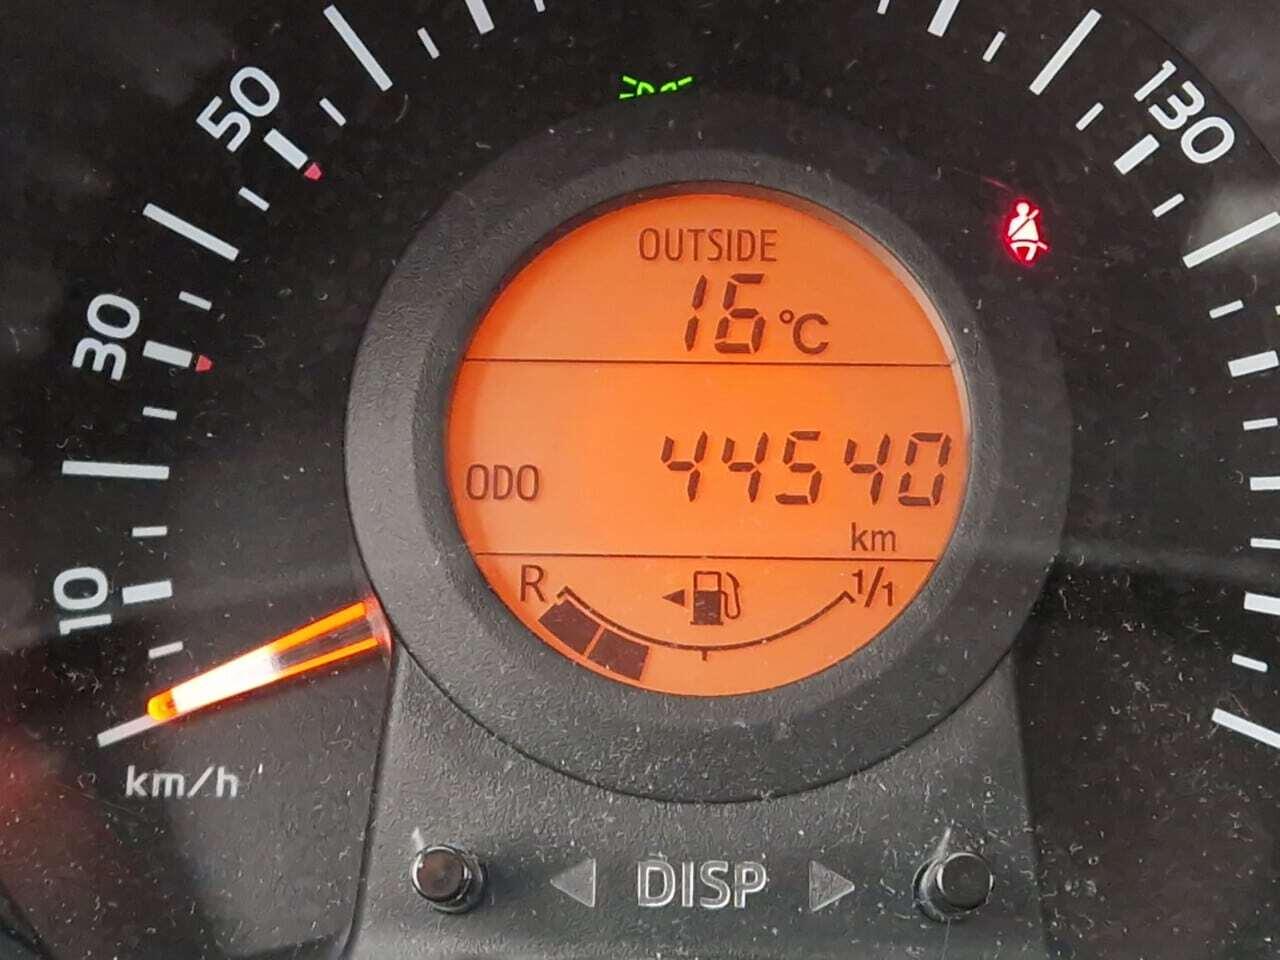 50
130
30
10
km/h
OUTSIDE
16°C
ODO 44540
km
R 1/1
DISP